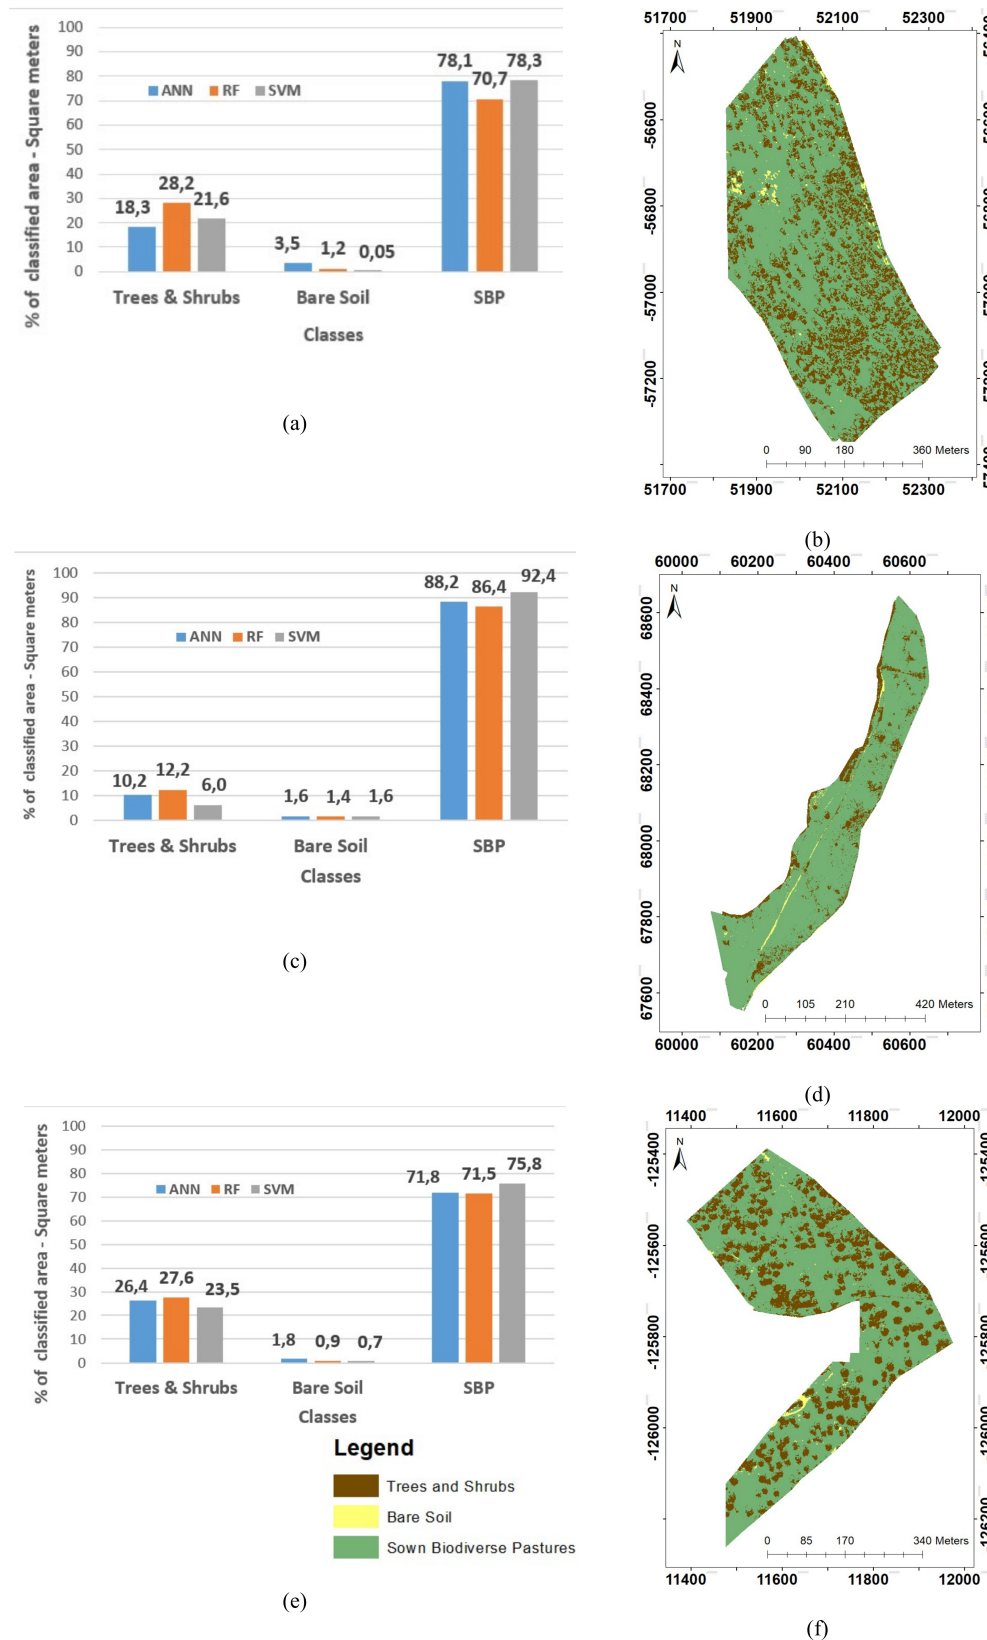 % of classified area - Square meters
100
90
80
70
60
50
40
30
20
10
0
ANN RF SVM
18,3 28,2 21,6
3,5 1,2 0,05
78,1 70,7 78,3
Trees & Shrubs Bare Soil SBP
Classes
(a)
51700 51900 52100 52300
N
-56600
-56800
-57000
-57200
0 90 180 360 Meters
51700 51900 52100 52300
(b)
% of classified area - Square meters
100
90
80
70
60
50
40
30
20
10
0
ANN RF SVM
10,2 12,2 6,0
1,6 1,4 1,6
88,2 86,4 92,4
Trees & Shrubs Bare Soil SBP
Classes
(c)
60000 60200 60400 60600
N
68600
68400
68200
68000
67800
67600
0 105 210 420 Meters
60000 60200 60400 60600
(d)
% of classified area - Square meters
100
90
80
70
60
50
40
30
20
10
0
ANN RF SVM
26,4 27,6 23,5
1,8 0,9 0,7
71,8 71,5 75,8
Trees & Shrubs Bare Soil SBP
Classes
Legend
Trees and Shrubs
Bare Soil
Sown Biodiverse Pastures
(e)
11400 11600 11800 12000
N
-125400 -125400
-125600 -125600
-125800 -125800
-126000 -126000
-126200
0 85 170 340 Meters
11400 11600 11800 12000
(f)